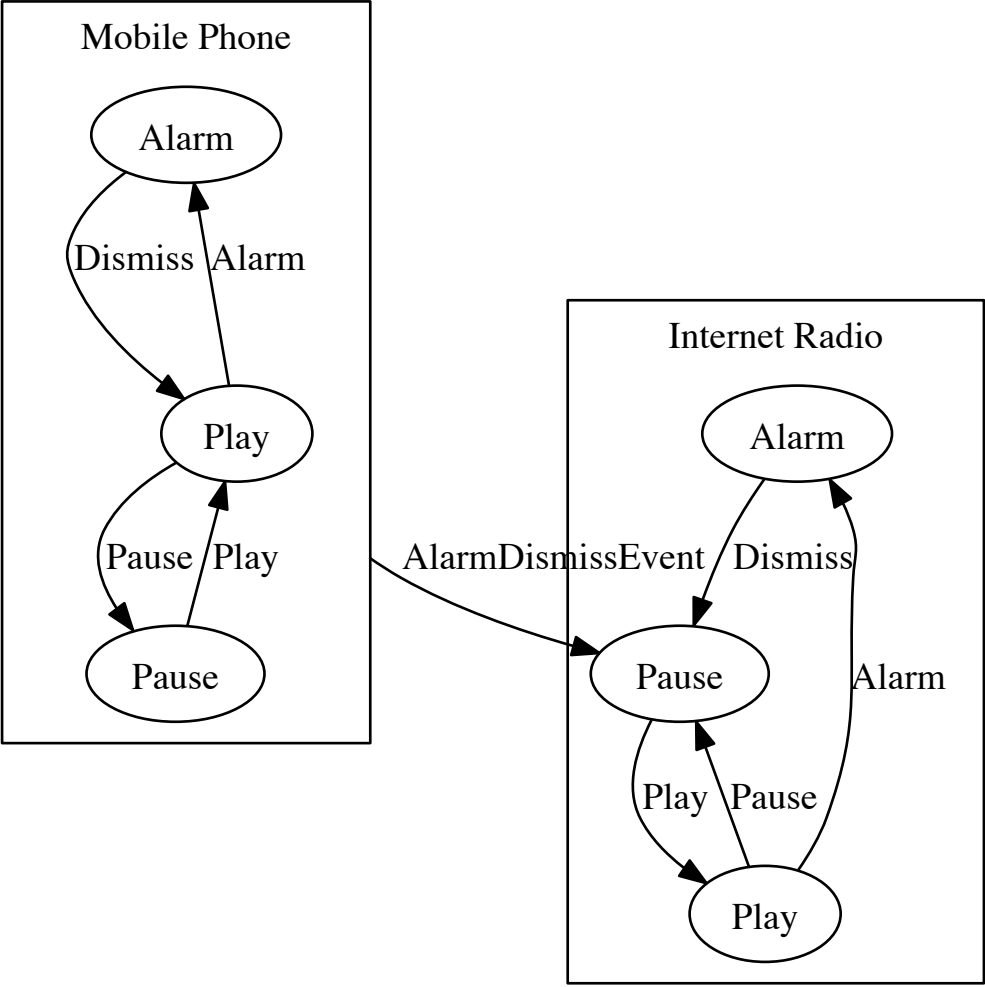 Mobile Phone
Alarm
Dismiss
Alarm
Play
Pause
Play
Pause
AlarmDismissEvent
Internet Radio
Alarm
Dismiss
Pause
Alarm
Play
Pause
Play